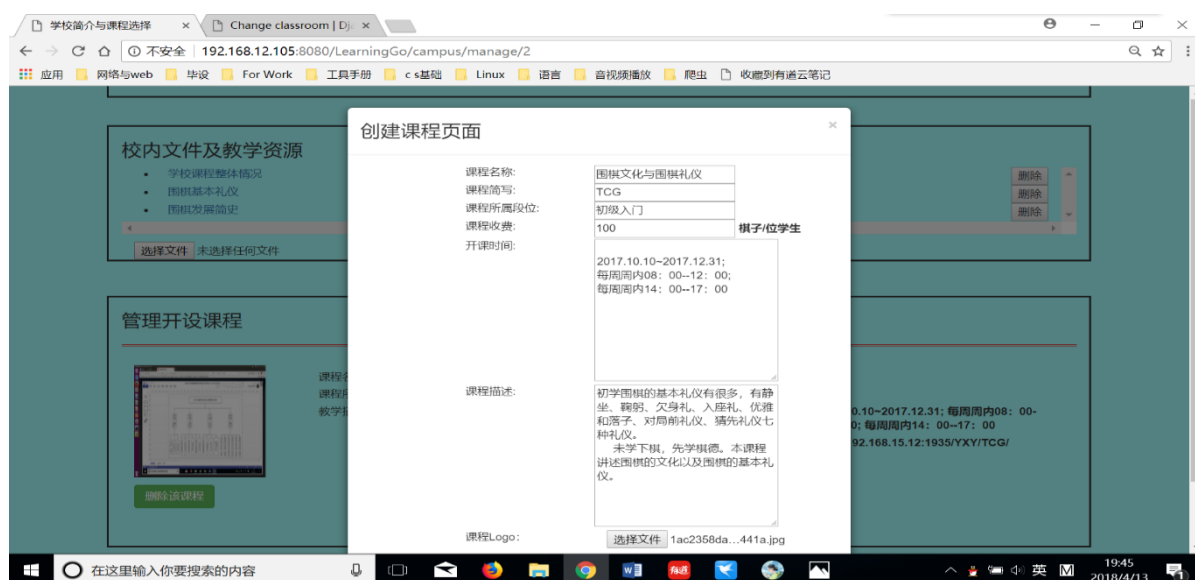 学校简介与课程选择
Change classroom | Dj
不安全 192.168.12.105:8080/LearningGo/campus/manage/2
应用 网络与web 毕设 For Work 工具手册 c s基础 Linux 语言 音视频播放 爬虫 收藏到有道云笔记
创建课程页面
校内文件及教学资源
学校课程整体情况 删除
围棋基本礼仪 删除
围棋发展简史 删除
选择文件 未选择任何文件
课程名称: 围棋文化与围棋礼仪
课程简写: TCG
课程所属段位: 初级入门
课程收费: 100 棋子/位学生
开课时间:
2017.10.10~2017.12.31;
每周周内08: 00--12: 00;
每周周内14: 00--17: 00
管理开设课程
课程
课程
教学
删除该课程
课程描述:
初学围棋的基本礼仪有很多, 有静
坐、鞠躬、欠身礼、入座礼、优雅
和落子、对局前礼仪、猜先礼仪七
种礼仪。
未学下棋, 先学棋德。本课程
讲述围棋的文化以及围棋的基本礼
仪。
0.10~2017.12.31; 每周周内08: 00-
0; 每周周内14: 00--17: 00
92.168.15.12:1935/YXY/TCG/
课程Logo: 选择文件 1ac2358da...441a.jpg
在这里输入你要搜索的内容
英 M
19:45
2018/4/13